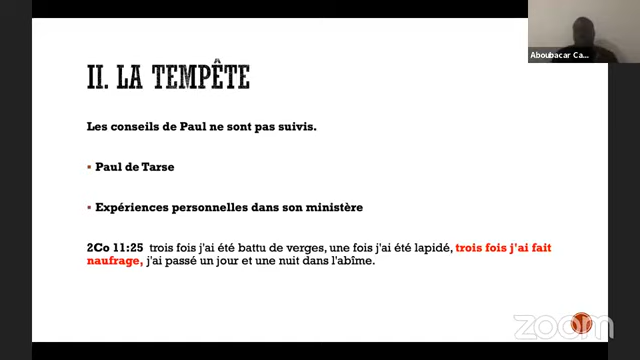 Aboubacar Ca...
II. LA TEMPÊTE
Les conseils de Paul ne sont pas suivis.
▪ Paul de Tarse
▪ Expériences personnelles dans son ministère
2Co 11:25 trois fois j'ai été battu de verges, une fois j'ai été lapidé, trois fois j'ai fait
naufrage, j'ai passé un jour et une nuit dans l'abîme.
zoom